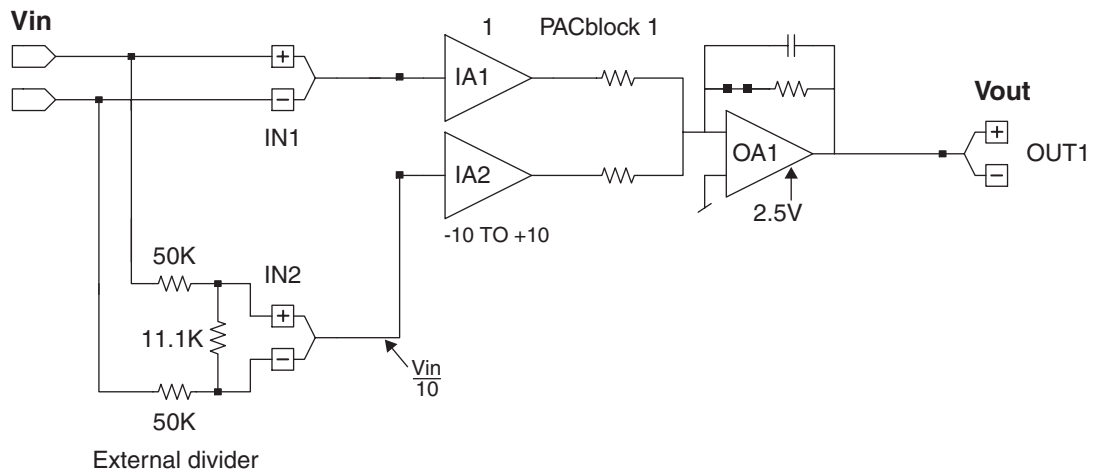 Vin
1 PACblock 1
+
IA1
-
IN1
Vout
+
OA1
OUT1
-
IA2
2.5V
-10 TO +10
50K
IN2
+
11.1K
-
Vin
10
50K
External divider